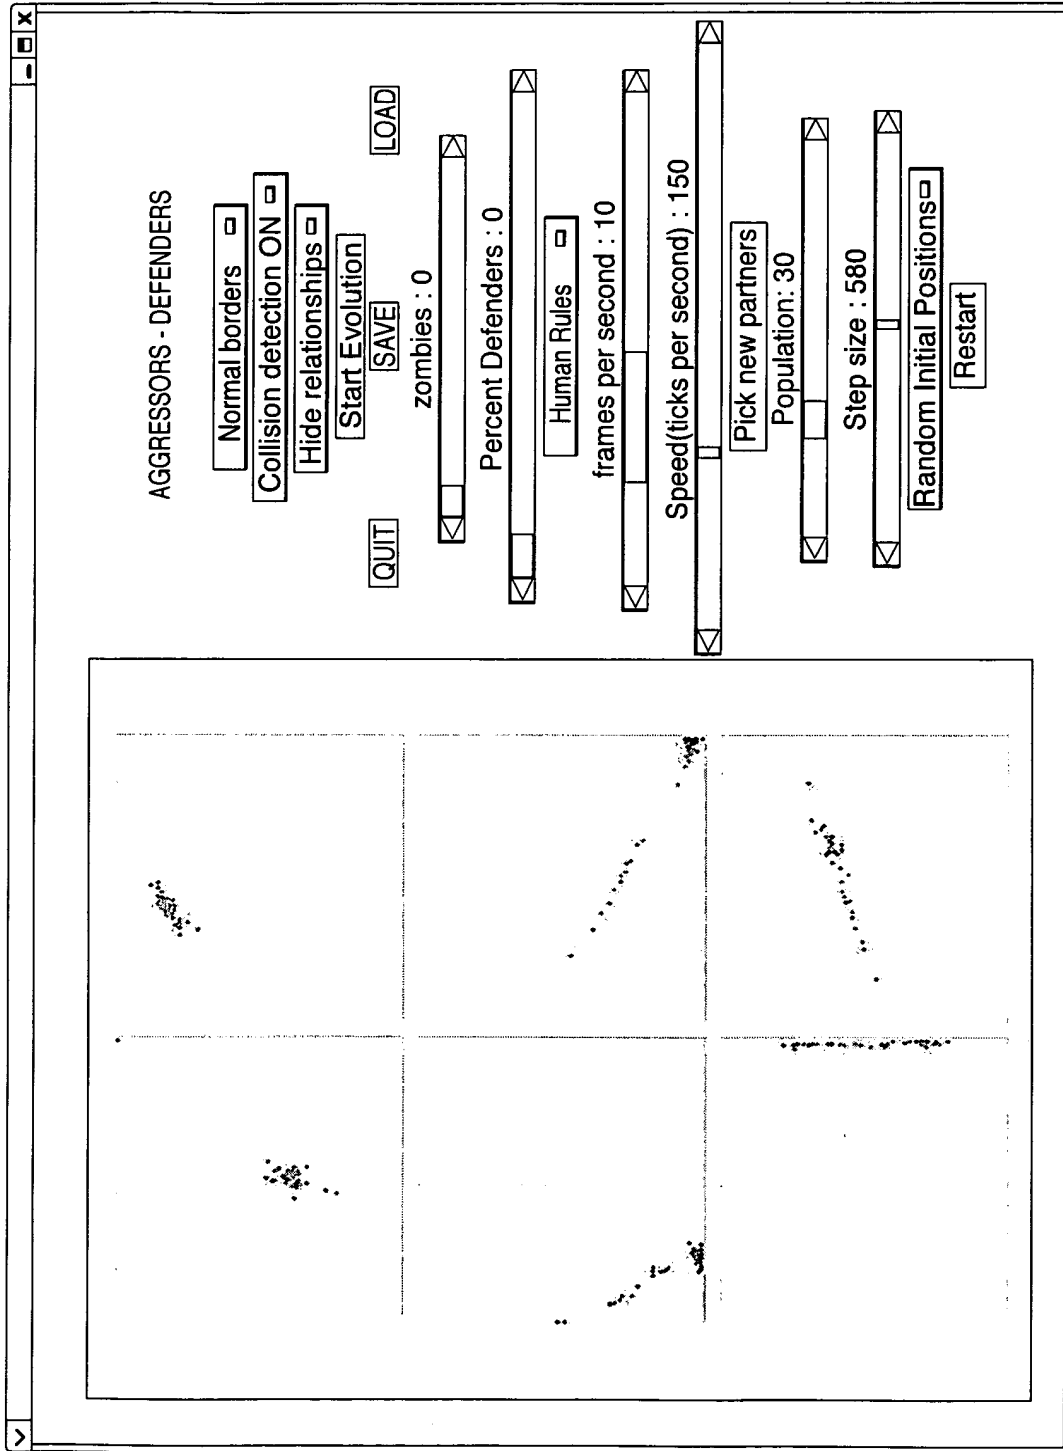 AGGRESSORS - DEFENDERS
Normal borders
Collision detection ON
Hide relationships
Start Evolution
QUIT SAVE LOAD
zombies : 0
Percent Defenders : 0
Human Rules
frames per second : 10
Speed(ticks per second) : 150
Pick new partners
Population: 30
Step size : 580
Random Initial Positions
Restart